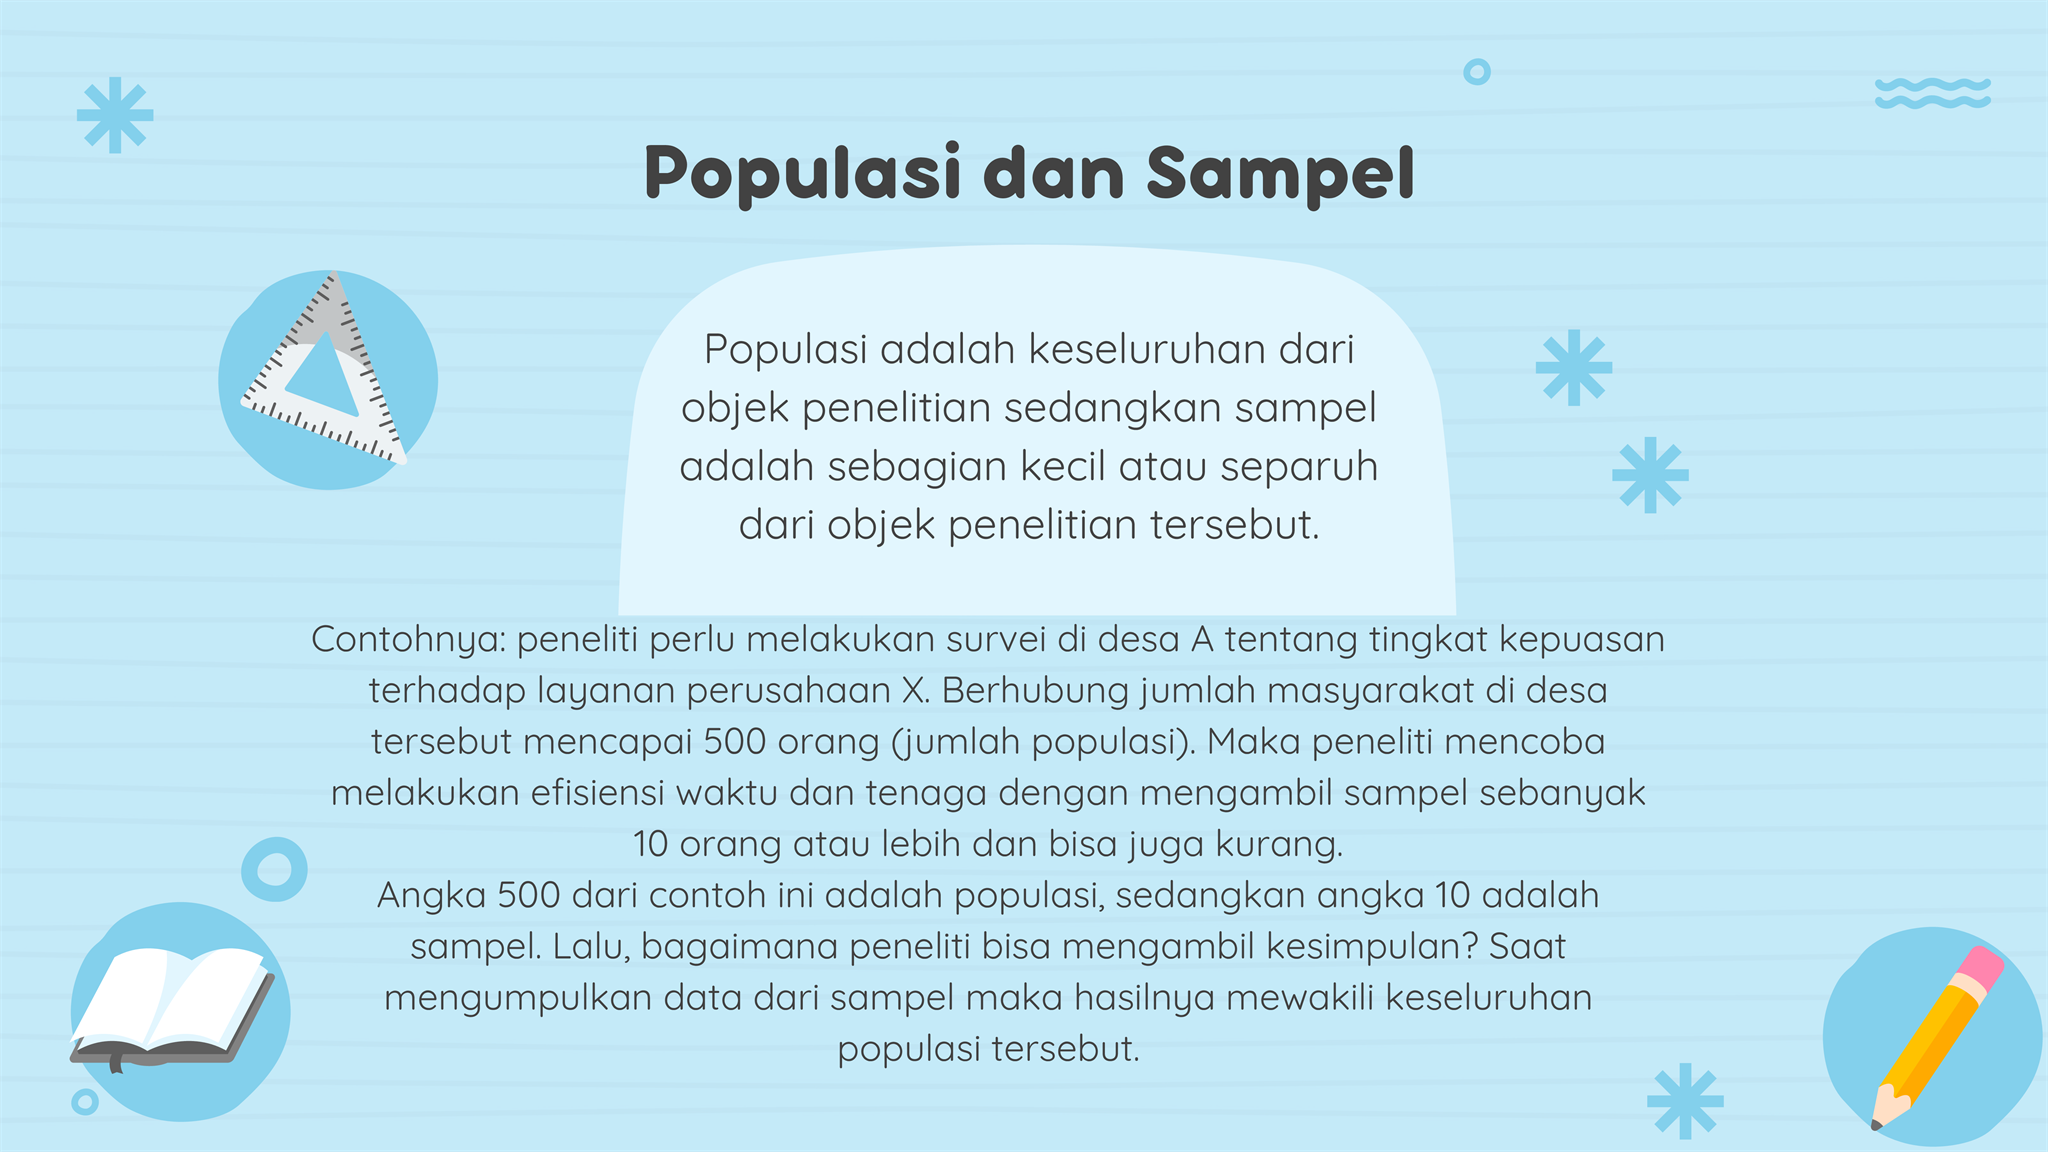 Populasi dan Sampel
Populasi adalah keseluruhan dari
objek penelitian sedangkan sampel
adalah sebagian kecil atau separuh
dari objek penelitian tersebut.
Contohnya: peneliti perlu melakukan survei di desa A tentang tingkat kepuasan
terhadap layanan perusahaan X. Berhubung jumlah masyarakat di desa
tersebut mencapai 500 orang (jumlah populasi). Maka peneliti mencoba
melakukan efisiensi waktu dan tenaga dengan mengambil sampel sebanyak
10 orang atau lebih dan bisa juga kurang.
Angka 500 dari contoh ini adalah populasi, sedangkan angka 10 adalah
sampel. Lalu, bagaimana peneliti bisa mengambil kesimpulan? Saat
mengumpulkan data dari sampel maka hasilnya mewakili keseluruhan
populasi tersebut.